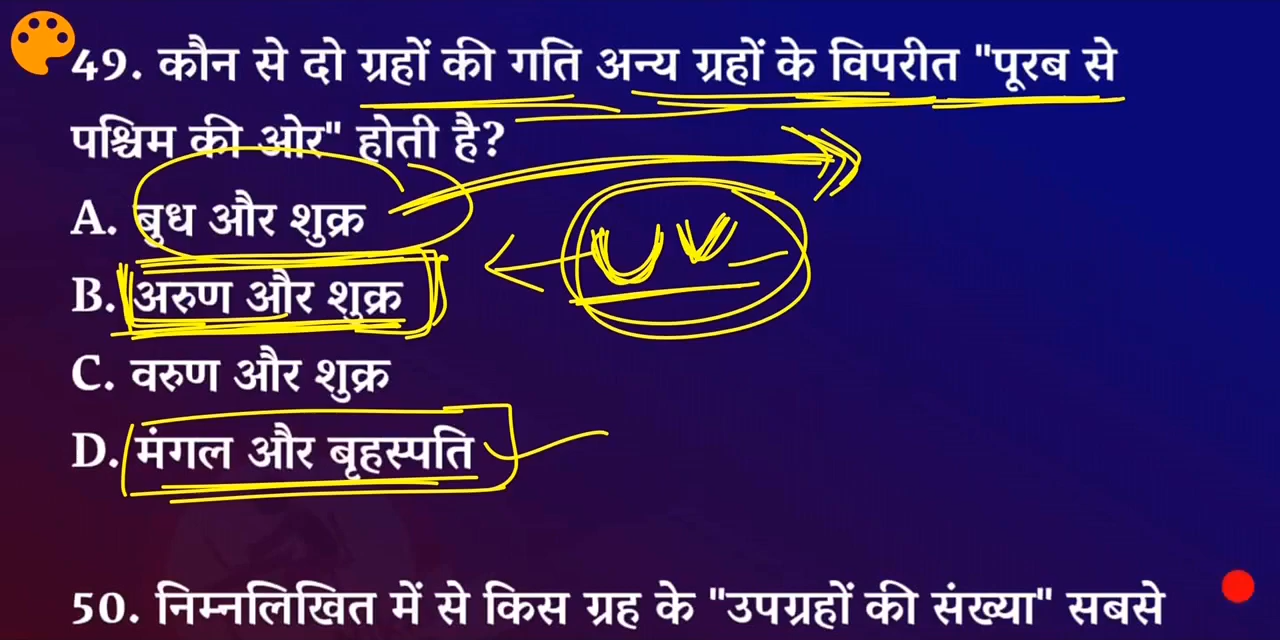 49. कौन से दो ग्रहों की गति अन्य ग्रहों के विपरीत "पूरब से
पश्चिम की ओर" होती है?
A. बुध और शुक्र
UV
B. अरुण और शुक्र
C. वरुण और शुक्र
D. मंगल और बृहस्पति
50. निम्नलिखित में से किस ग्रह के "उपग्रहों की संख्या" सबसे